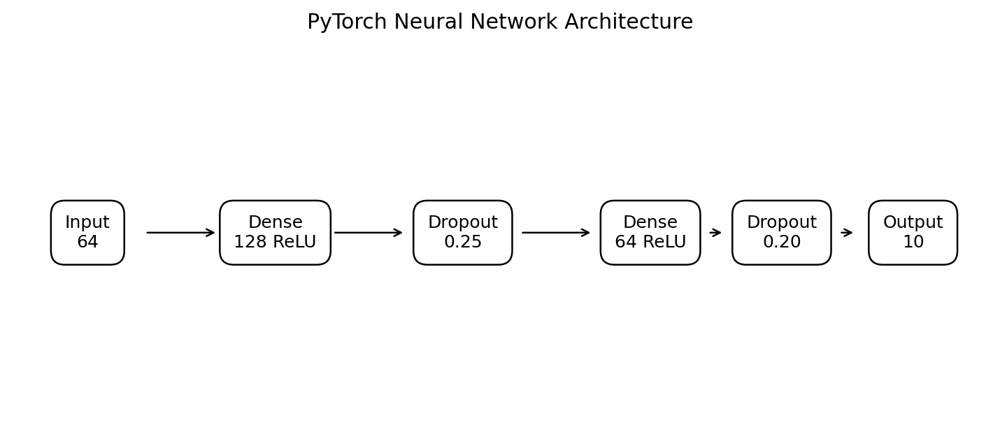 PyTorch Neural Network Architecture
Input
64
Dense
128 ReLU
Dropout
0.25
Dense
64 ReLU
Dropout
0.20
Output
10